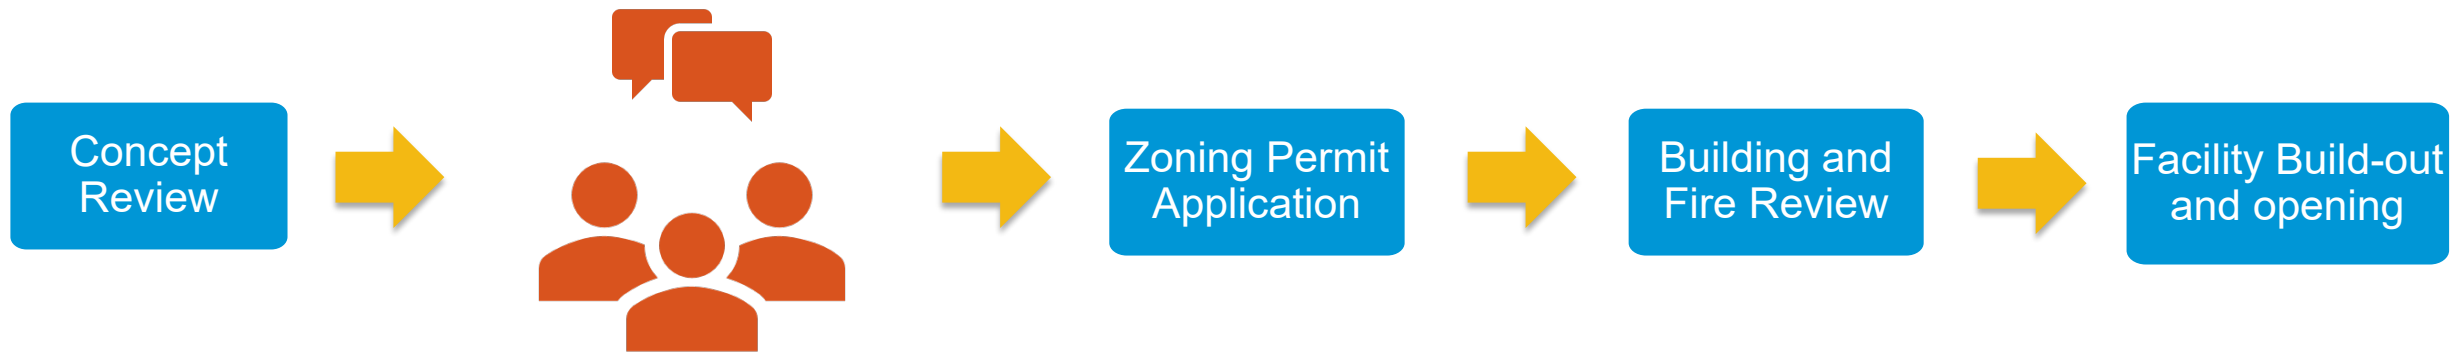 Concept
Review
Zoning Permit
Application
Building and
Fire Review
Facility Build-out
and opening